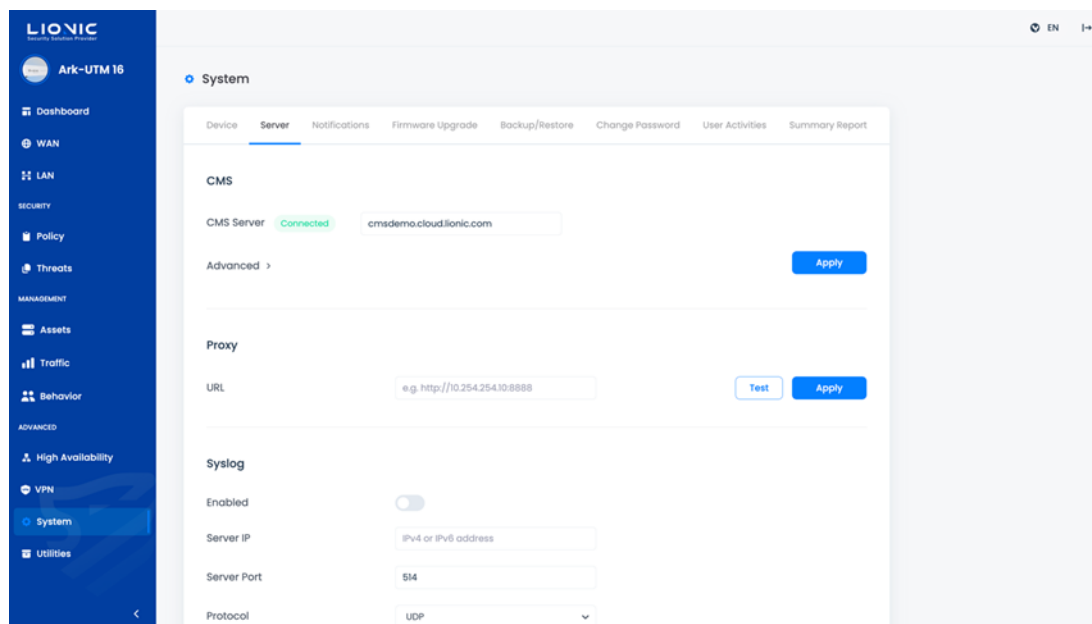 LIONIC
Security Solution Provider
EN
Ark-UTM 16
System
Dashboard
WAN
LAN
SECURITY
Policy
Threats
MANAGEMENT
Assets
Traffic
Behavior
ADVANCED
High Availability
VPN
System
Utilities
Device Server Notifications Firmware Upgrade Backup/Restore Change Password User Activities Summary Report
CMS
CMS Server Connected cmsdemo.cloud.lionic.com
Advanced > Apply
Proxy
URL e.g. http://10.254.254.10:8888 Test Apply
Syslog
Enabled
Server IP IPv4 or IPv6 address
Server Port 514
Protocol UDP